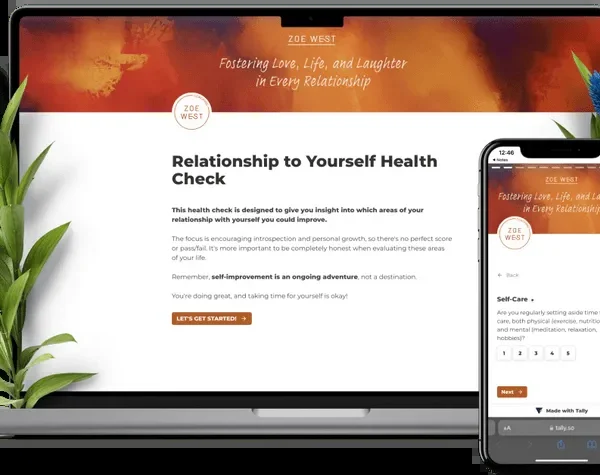 ZOE WEST
Fostering Love, Life, and Laughter
in Every Relationship
ZOE
WEST
Relationship to Yourself Health
Check
This health check is designed to give you insight into which areas of your
relationship with yourself you could improve.
The focus is encouraging introspection and personal growth, so there's no perfect score
or pass/fail. It's more important to be completely honest when evaluating these areas
of your life.
Remember, self-improvement is an ongoing adventure, not a destination.
You're doing great, and taking time for yourself is okay!
LET'S GET STARTED! →
12:46
Notes
ZOE WEST
Fostering Love, Life, and La
in Every Relationship
ZOE
WEST
← Back
Self-Care
Are you regularly setting aside time
care, both physical (exercise, nutritio
and mental (meditation, relaxation,
hobbies)?
1 2 3 4 5
Next →
Made with Tally
AA tally.so